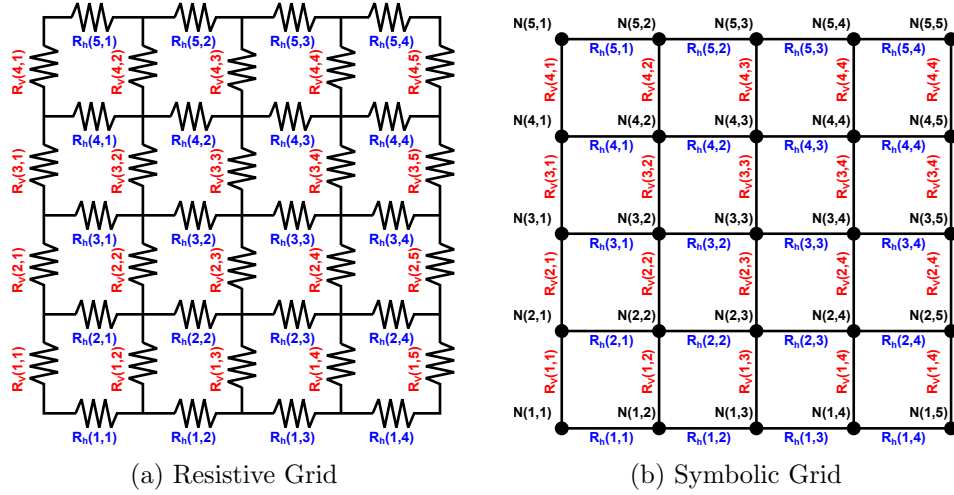 Rh(5,1) Rh(5,2) Rh(5,3) Rh(5,4)
RV(4,1) RV(4,2) RV(4,3) RV(4,4) RV(4,5)
Rh(4,1) Rh(4,2) Rh(4,3) Rh(4,4)
RV(3,1) RV(3,2) RV(3,3) RV(3,4) RV(3,5)
Rh(3,1) Rh(3,2) Rh(3,3) Rh(3,4)
RV(2,1) RV(2,2) RV(2,3) RV(2,4) RV(2,5)
Rh(2,1) Rh(2,2) Rh(2,3) Rh(2,4)
RV(1,1) RV(1,2) RV(1,3) RV(1,4) RV(1,5)
Rh(1,1) Rh(1,2) Rh(1,3) Rh(1,4)
(a) Resistive Grid
N(5,1) N(5,2) N(5,3) N(5,4) N(5,5)
Rh(5,1) Rh(5,2) Rh(5,3) Rh(5,4)
RV(4,1) RV(4,2) RV(4,3) RV(4,4) RV(4,4)
N(4,1) N(4,2) N(4,3) N(4,4) N(4,5)
Rh(4,1) Rh(4,2) Rh(4,3) Rh(4,4)
RV(3,1) RV(3,2) RV(3,3) RV(3,4) RV(3,4)
N(3,1) N(3,2) N(3,3) N(3,4) N(3,5)
Rh(3,1) Rh(3,2) Rh(3,3) Rh(3,4)
RV(2,1) RV(2,2) RV(2,3) RV(2,4) RV(2,4)
N(2,1) N(2,2) N(2,3) N(2,4) N(2,5)
Rh(2,1) Rh(2,2) Rh(2,3) Rh(2,4)
RV(1,1) RV(1,2) RV(1,3) RV(1,4) RV(1,4)
N(1,1) N(1,2) N(1,3) N(1,4) N(1,5)
Rh(1,1) Rh(1,2) Rh(1,3) Rh(1,4)
(b) Symbolic Grid